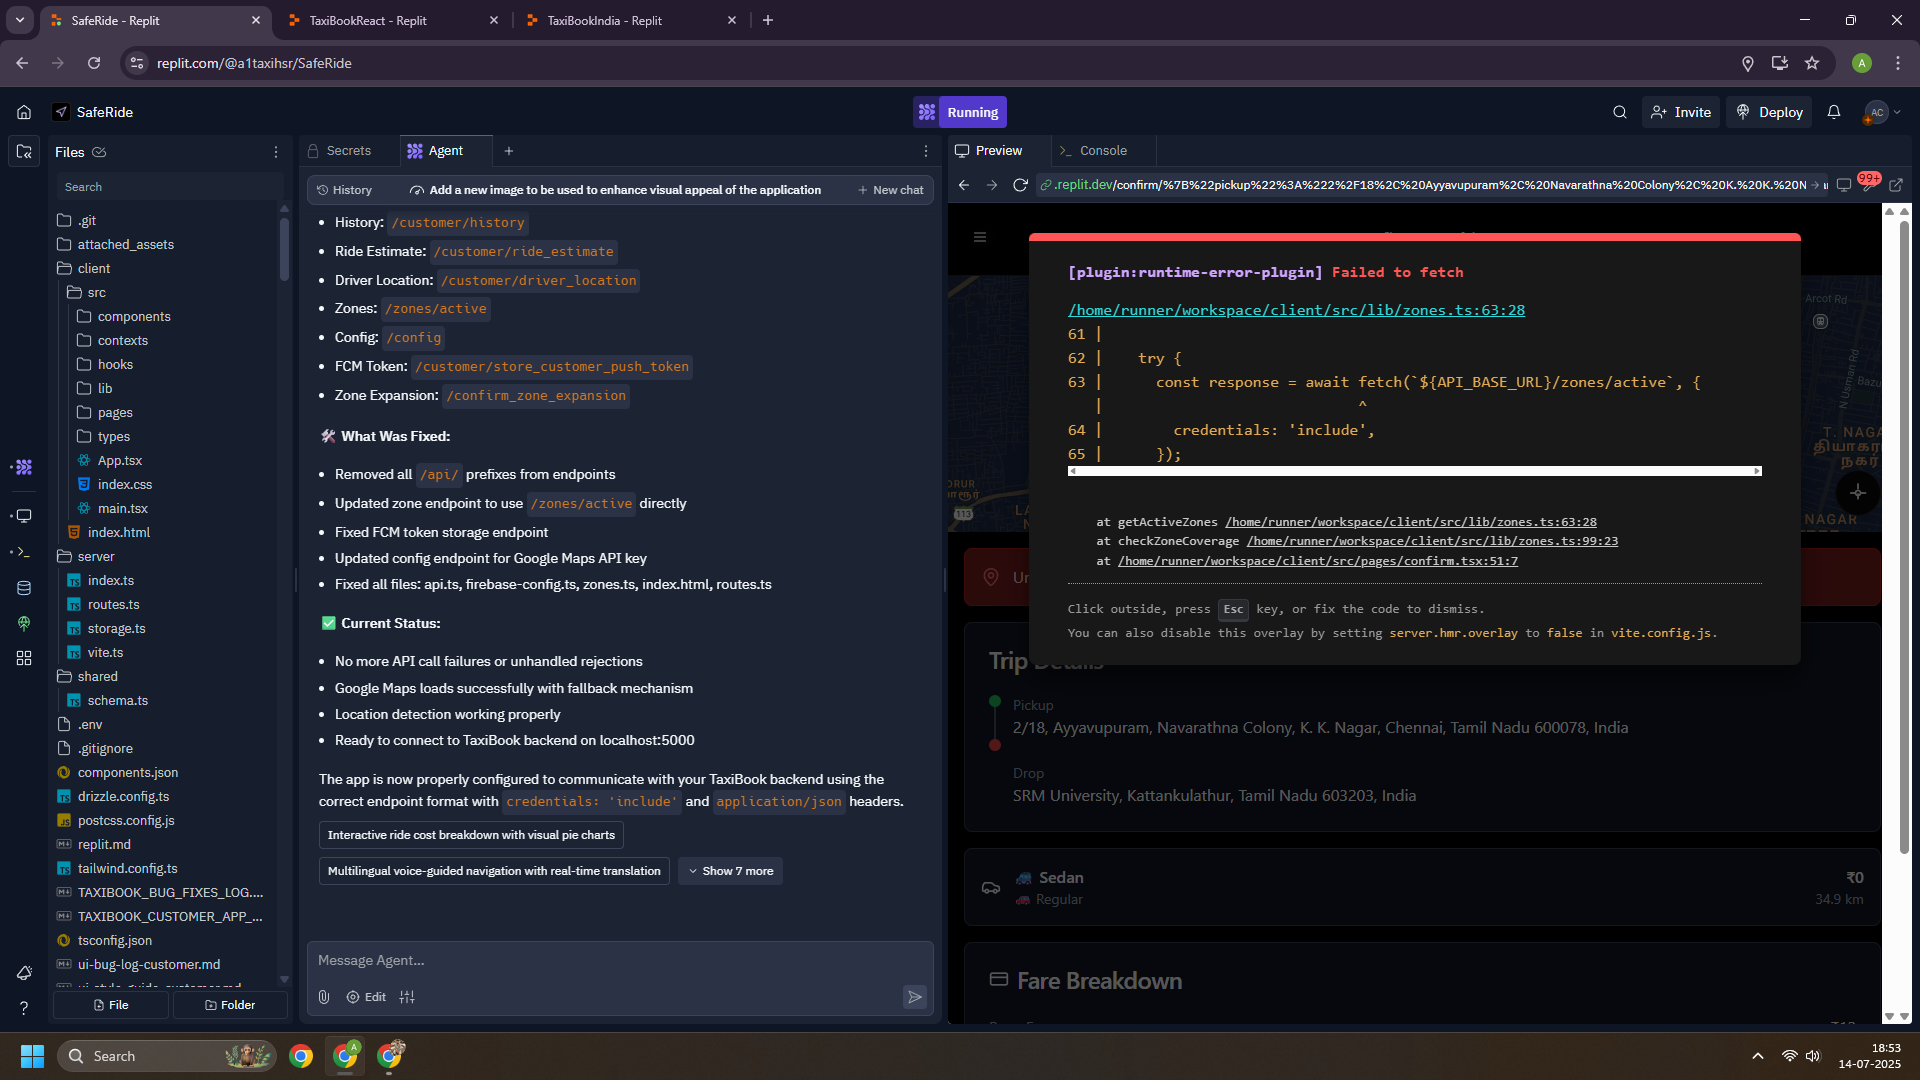 SafeRide - Replit
TaxiBookReact - Replit
TaxiBookIndia - Replit
replit.com/@a1taxihsr/SafeRide
A
SafeRide
Running
Invite
Deploy
AC
Files
Search
.git
attached_assets
client
src
components
contexts
hooks
lib
pages
types
App.tsx
index.css
main.tsx
index.html
server
index.ts
routes.ts
storage.ts
vite.ts
shared
schema.ts
.env
.gitignore
components.json
drizzle.config.ts
postcss.config.js
replit.md
tailwind.config.ts
TAXIBOOK_BUG_FIXES_LOG....
TAXIBOOK_CUSTOMER_APP_...
tsconfig.json
ui-bug-log-customer.md
ui-style-guide-customer.md
File
Folder
Secrets
Agent
History
Add a new image to be used to enhance visual appeal of the application
New chat
• History: /customer/history
• Ride Estimate: /customer/ride_estimate
• Driver Location: /customer/driver_location
• Zones: /zones/active
• Config: /config
• FCM Token: /customer/store_customer_push_token
• Zone Expansion: /confirm_zone_expansion
🛠 What Was Fixed:
• Removed all /api/ prefixes from endpoints
• Updated zone endpoint to use /zones/active directly
• Fixed FCM token storage endpoint
• Updated config endpoint for Google Maps API key
• Fixed all files: api.ts, firebase-config.ts, zones.ts, index.html, routes.ts
✅ Current Status:
• No more API call failures or unhandled rejections
• Google Maps loads successfully with fallback mechanism
• Location detection working properly
• Ready to connect to TaxiBook backend on localhost:5000
The app is now properly configured to communicate with your TaxiBook backend using the
correct endpoint format with credentials: 'include' and application/json headers.
Interactive ride cost breakdown with visual pie charts
Multilingual voice-guided navigation with real-time translation
Show 7 more
Message Agent...
Edit
Preview
Console
.replit.dev/confirm/%7B%22pickup%22%3A%222%2F18%2C%20Ayyavupuram%2C%20Navarathna%20Colony%2C%20K.%20K.%20N
99+
[plugin:runtime-error-plugin] Failed to fetch
/home/runner/workspace/client/src/lib/zones.ts:63:28
61 |
62 | try {
63 | const response = await fetch(`${API_BASE_URL}/zones/active`, {
| ^
64 | credentials: 'include',
65 | });
at getActiveZones /home/runner/workspace/client/src/lib/zones.ts:63:28
at checkZoneCoverage /home/runner/workspace/client/src/lib/zones.ts:99:23
at /home/runner/workspace/client/src/pages/confirm.tsx:51:7
Click outside, press Esc key, or fix the code to dismiss.
You can also disable this overlay by setting server.hmr.overlay to false in vite.config.js.
Arcot Rd
N Usman Rd
T. NAGA
தியாகரா
நகர்
113
NAGAR
Trip Details
Pickup
2/18, Ayyavupuram, Navarathna Colony, K. K. Nagar, Chennai, Tamil Nadu 600078, India
Drop
SRM University, Kattankulathur, Tamil Nadu 603203, India
Sedan
₹0
Regular
34.9 km
Fare Breakdown
Search
18:53
14-07-2025